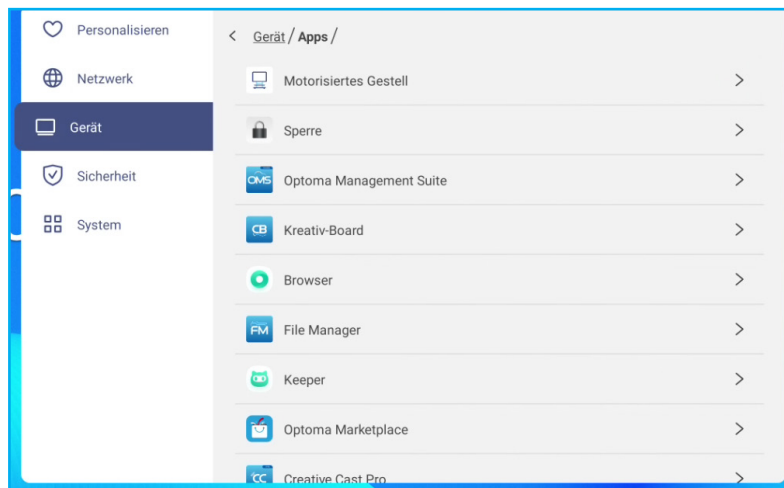 Personalisieren
Netzwerk
Gerät
Sicherheit
System
Gerät / Apps /
Motorisiertes Gestell
Sperre
OMS Optoma Management Suite
CB Kreativ-Board
Browser
FM File Manager
Keeper
Optoma Marketplace
CC Creative Cast Pro